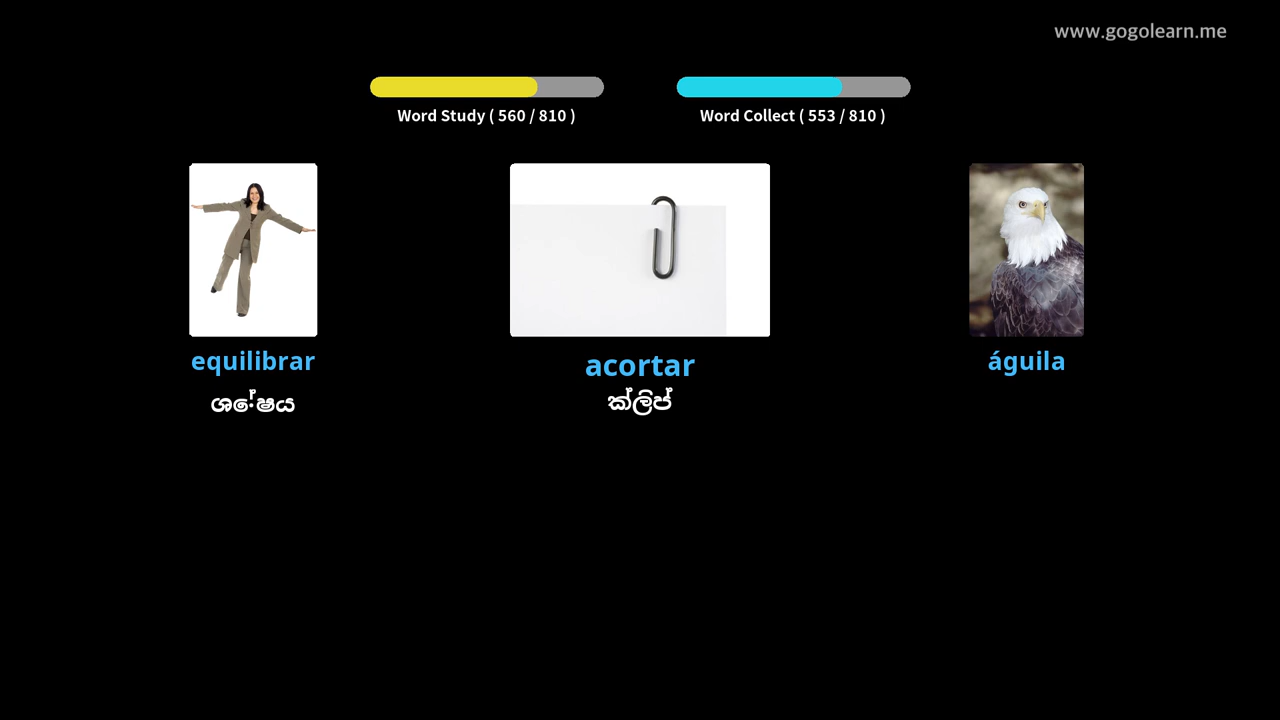 www.gogolearn.me
Word Study ( 560 / 810 )
Word Collect ( 553 / 810 )
equilibrar
ශේෂය
acortar
ක්ලිප්
águila